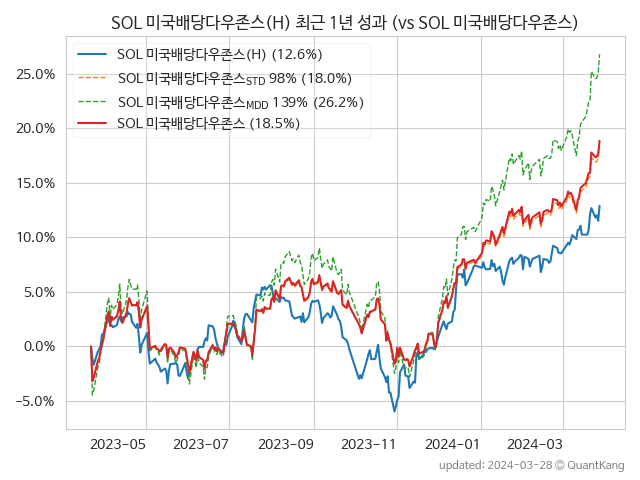 SOL 미국배당다우존스(H) 최근 1년 성과 (vs SOL 미국배당다우존스)
SOL 미국배당다우존스(H) (12.6%)
SOL 미국배당다우존스STD 98% (18.0%)
SOL 미국배당다우존스MDD 139% (26.2%)
SOL 미국배당다우존스 (18.5%)
25.0%
20.0%
15.0%
10.0%
5.0%
0.0%
−5.0%
2023-05 2023-07 2023-09 2023-11 2024-01 2024-03
updated: 2024-03-28 © QuantKang